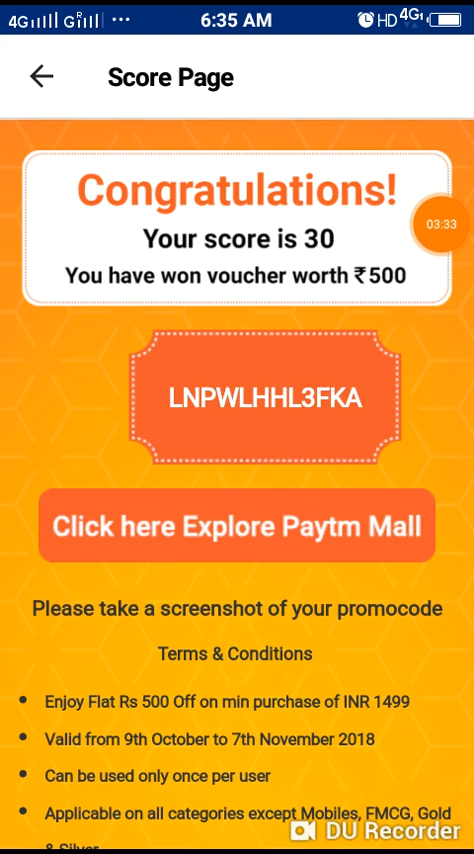 4G G R
6:35 AM
HD 4G
Score Page
Congratulations!
Your score is 30
03:33
You have won voucher worth ₹500
LNPWLHHL3FKA
Click here Explore Paytm Mall
Please take a screenshot of your promocode
Terms & Conditions
• Enjoy Flat Rs 500 Off on min purchase of INR 1499
• Valid from 9th October to 7th November 2018
• Can be used only once per user
• Applicable on all categories except Mobiles, FMCG, Gold
& Silver
DU Recorder